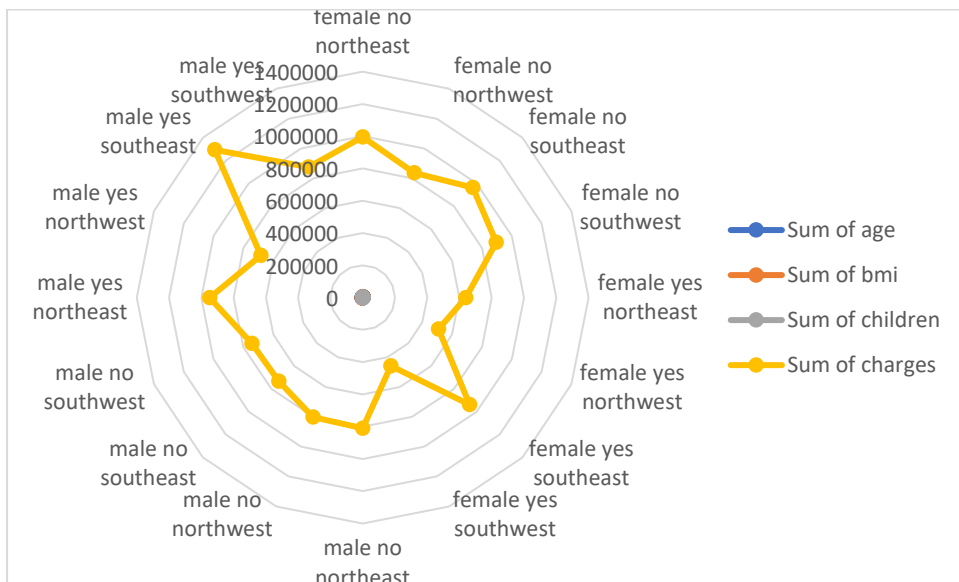 female no
northeast
female no
northwest
female no
southeast
female no
southwest
female yes
northeast
female yes
northwest
female yes
southeast
female yes
southwest
male no
northeast
male no
northwest
male no
southeast
male no
southwest
male yes
northeast
male yes
northwest
male yes
southeast
male yes
southwest
1400000
1200000
1000000
800000
600000
400000
200000
0
Sum of age
Sum of bmi
Sum of children
Sum of charges